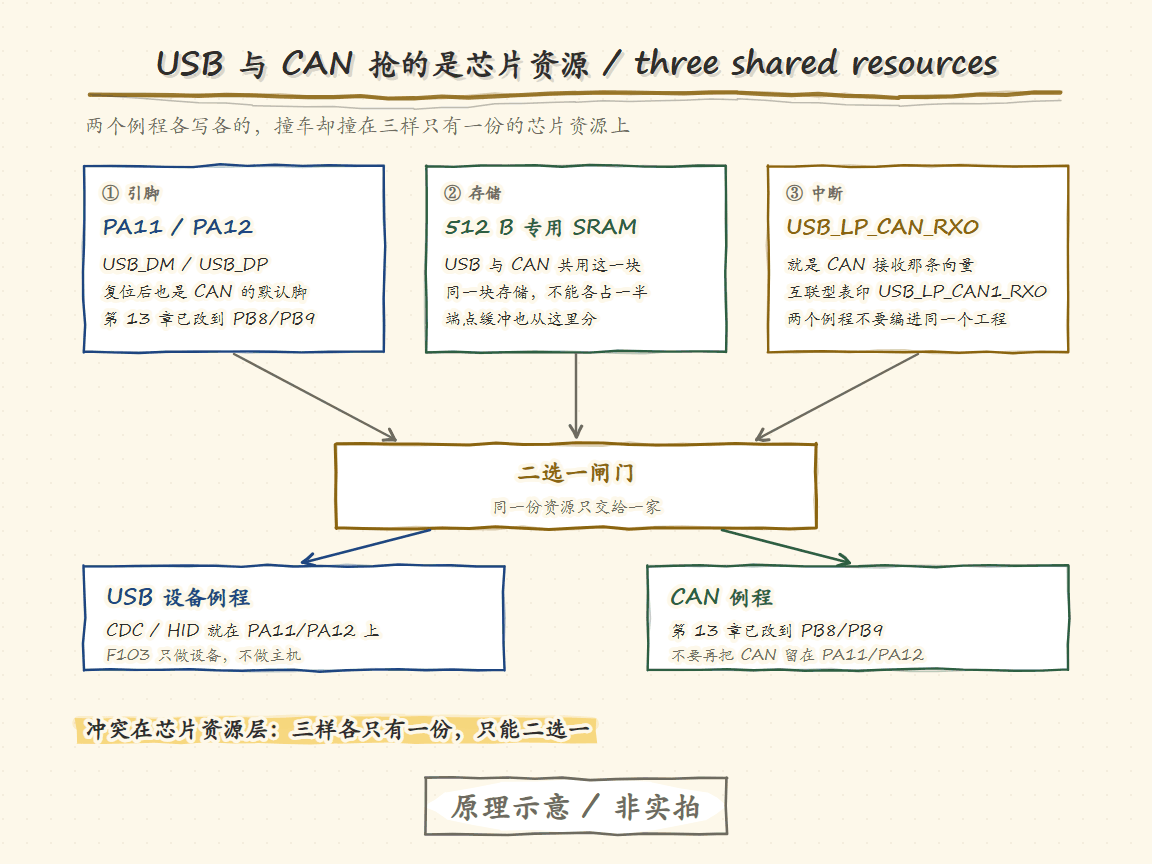 USB 与 CAN 抢的是芯片资源 / three shared resources
两个例程各写各的，撞车却撞在三样只有一份的芯片资源上
① 引脚
PA11 / PA12
USB_DM / USB_DP
复位后也是 CAN 的默认脚
第 13 章已改到 PB8/PB9
② 存储
512 B 专用 SRAM
USB 与 CAN 共用这一块
同一块存储，不能各占一半
端点缓冲也从这里分
③ 中断
USB_LP_CAN_RX0
就是 CAN 接收那条向量
互联型表印 USB_LP_CAN1_RX0
两个例程不要编进同一个工程
二选一闸门
同一份资源只交给一家
USB 设备例程
CDC / HID 就在 PA11/PA12 上
F103 只做设备，不做主机
CAN 例程
第 13 章已改到 PB8/PB9
不要再把 CAN 留在 PA11/PA12
冲突在芯片资源层：三样各只有一份，只能二选一
原理示意 / 非实拍